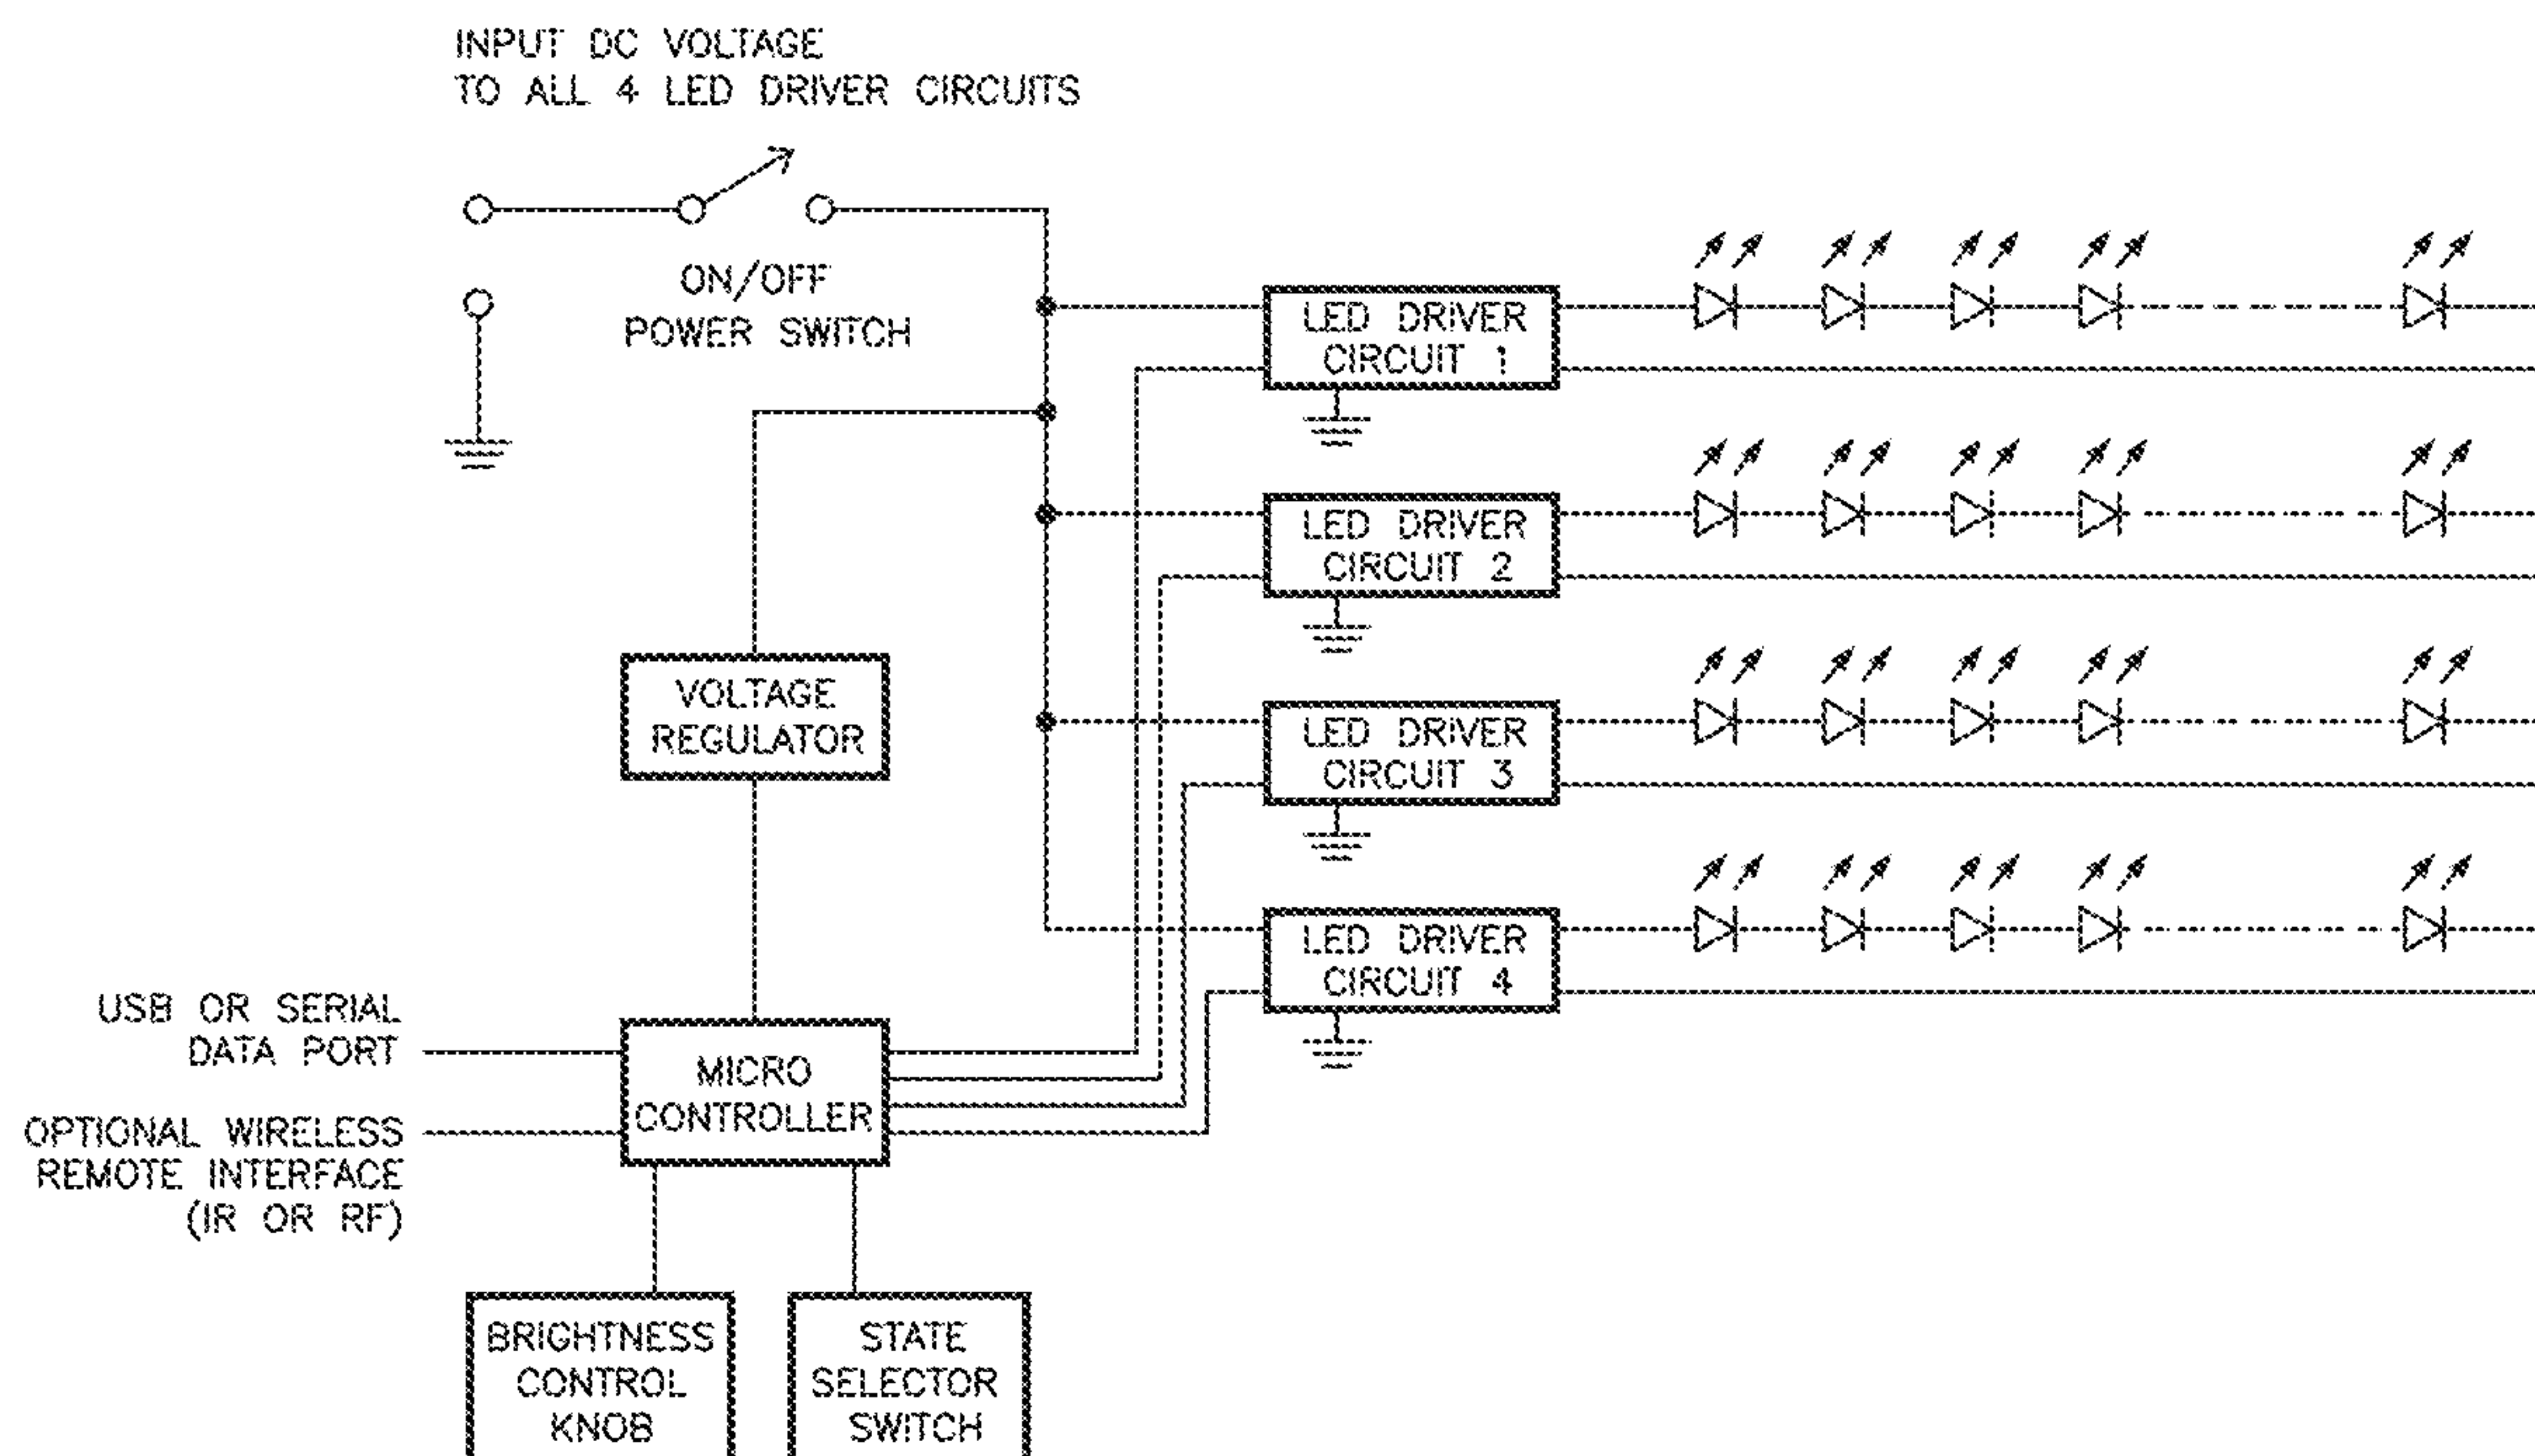 INPUT DC VOLTAGE
TO ALL 4 LED DRIVER CIRCUITS
ON/OFF
POWER SWITCH
LED DRIVER
CIRCUIT 1
LED DRIVER
CIRCUIT 2
VOLTAGE
REGULATOR
LED DRIVER
CIRCUIT 3
LED DRIVER
CIRCUIT 4
USB OR SERIAL
DATA PORT
MICRO
CONTROLLER
OPTIONAL WIRELESS
REMOTE INTERFACE
(IR OR RF)
BRIGHTNESS
CONTROL
KNOB
STATE
SELECTOR
SWITCH